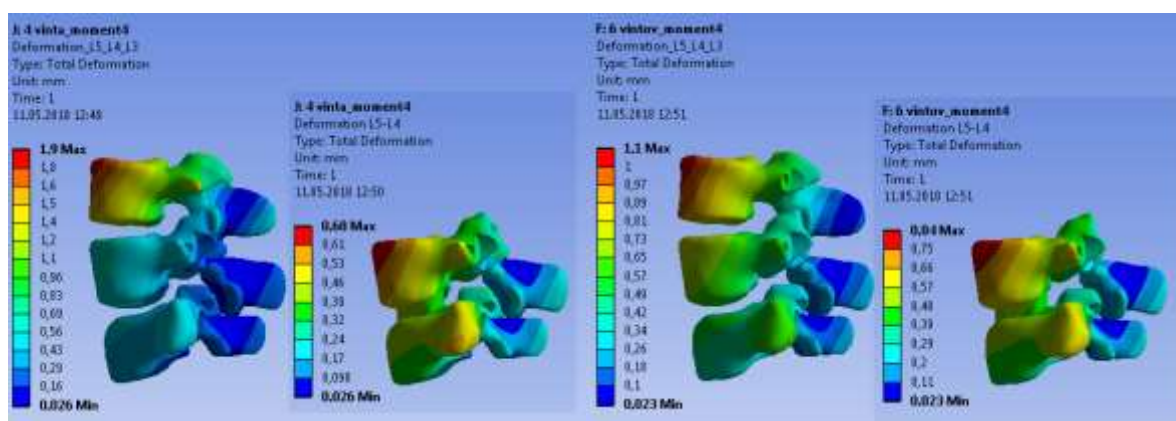 J: 4 vinta_moment4
Deformation_L5_L4_L3
Type: Total Deformation
Unit: mm
Time: 1
11.05.2018
1,9 Max
1,8
1,6
1,5
1,4
1,2
1,1
0,96
0,83
0,69
0,56
0,43
0,29
0,16
0,026 Min
J: 4 vinta_moment4
Deformation L5-L4
Type: Total Deformation
Unit: mm
Time: 1
11.05.2018 12:50
0,68 Max
0,61
0,53
0,46
0,39
0,32
0,24
0,17
0,098
0,026 Min
F: 6 vintov_moment4
Deformation_L5_L4_L3
Type: Total Deformation
Unit: mm
Time: 1
11.05.2018 12:51
1,1 Max
1
0,97
0,89
0,81
0,73
0,65
0,57
0,49
0,42
0,34
0,26
0,18
0,1
0,023 Min
F: 6 vintov_moment4
Deformation L5-L4
Type: Total Deformation
Unit: mm
Time: 1
11.05.2018 12:51
0,84 Max
0,75
0,66
0,57
0,48
0,39
0,29
0,2
0,11
0,023 Min